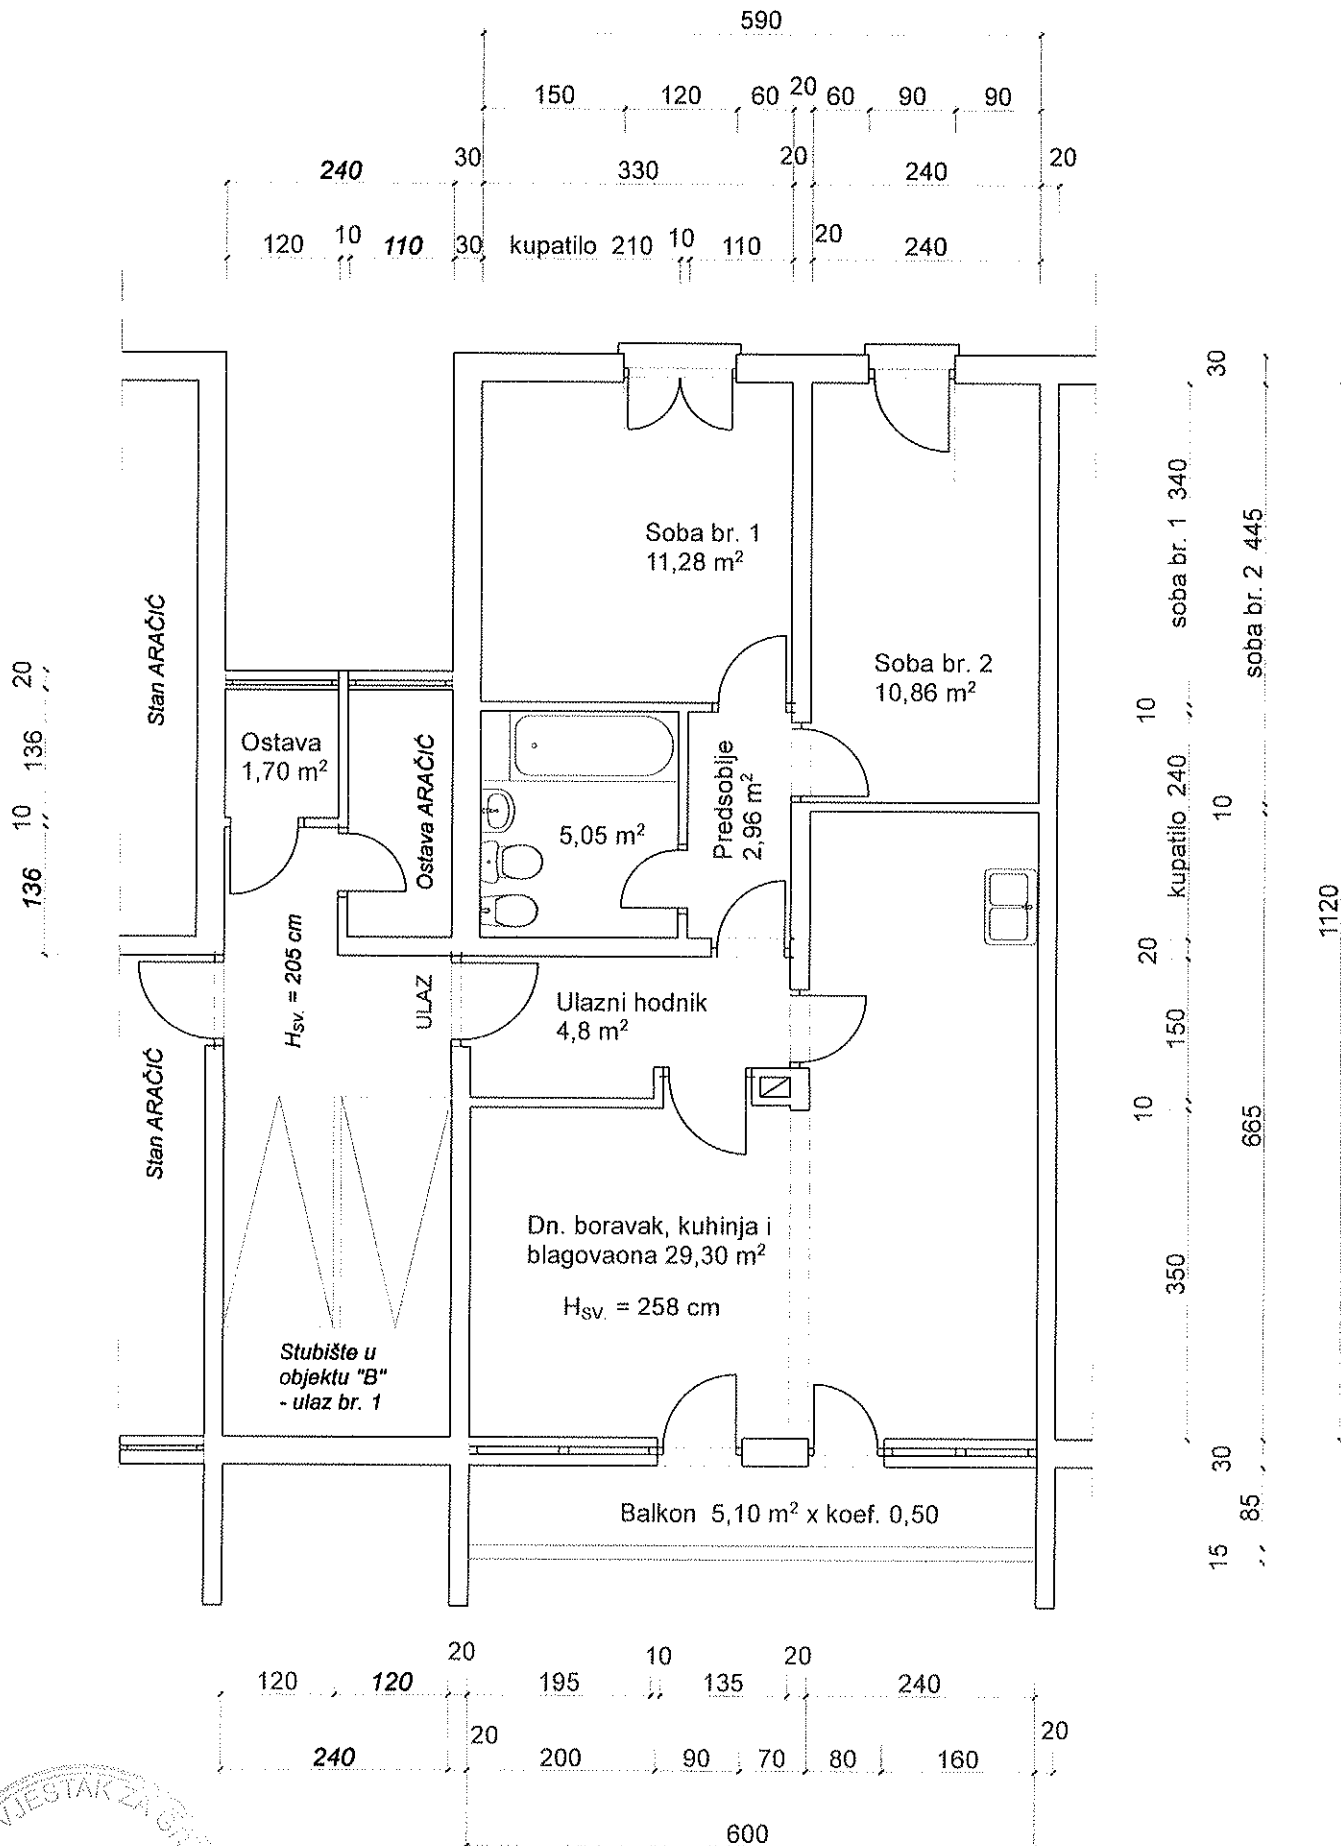 590
150 120 60 20 60 90 90
240 30 330 20 240 20
120 10 110 30 kupatilo 210 10 110 20 240
30
soba br. 1 340
soba br. 2 445
Soba br. 1
11,28 m²
Soba br. 2
10,86 m²
Stan ARAČIĆ
20
136
10
136
Ostava
1,70 m²
Ostava ARAČIĆ
5,05 m²
Predsoblje
2,96 m²
10
kupatilo 240
10
1120
Hsv. = 205 cm
ULAZ
Ulazni hodnik
4,8 m²
20
150
10
665
Stan ARAČIĆ
Dn. boravak, kuhinja i
blagovaona 29,30 m²
HSV. = 258 cm
350
Stubište u
objektu "B"
- ulaz br. 1
Balkon 5,10 m² x koef. 0,50
30
85
15
120 120 20 195 10 135 20 240
240 20 200 90 70 80 160 20
600
VJEŠTAK ZA